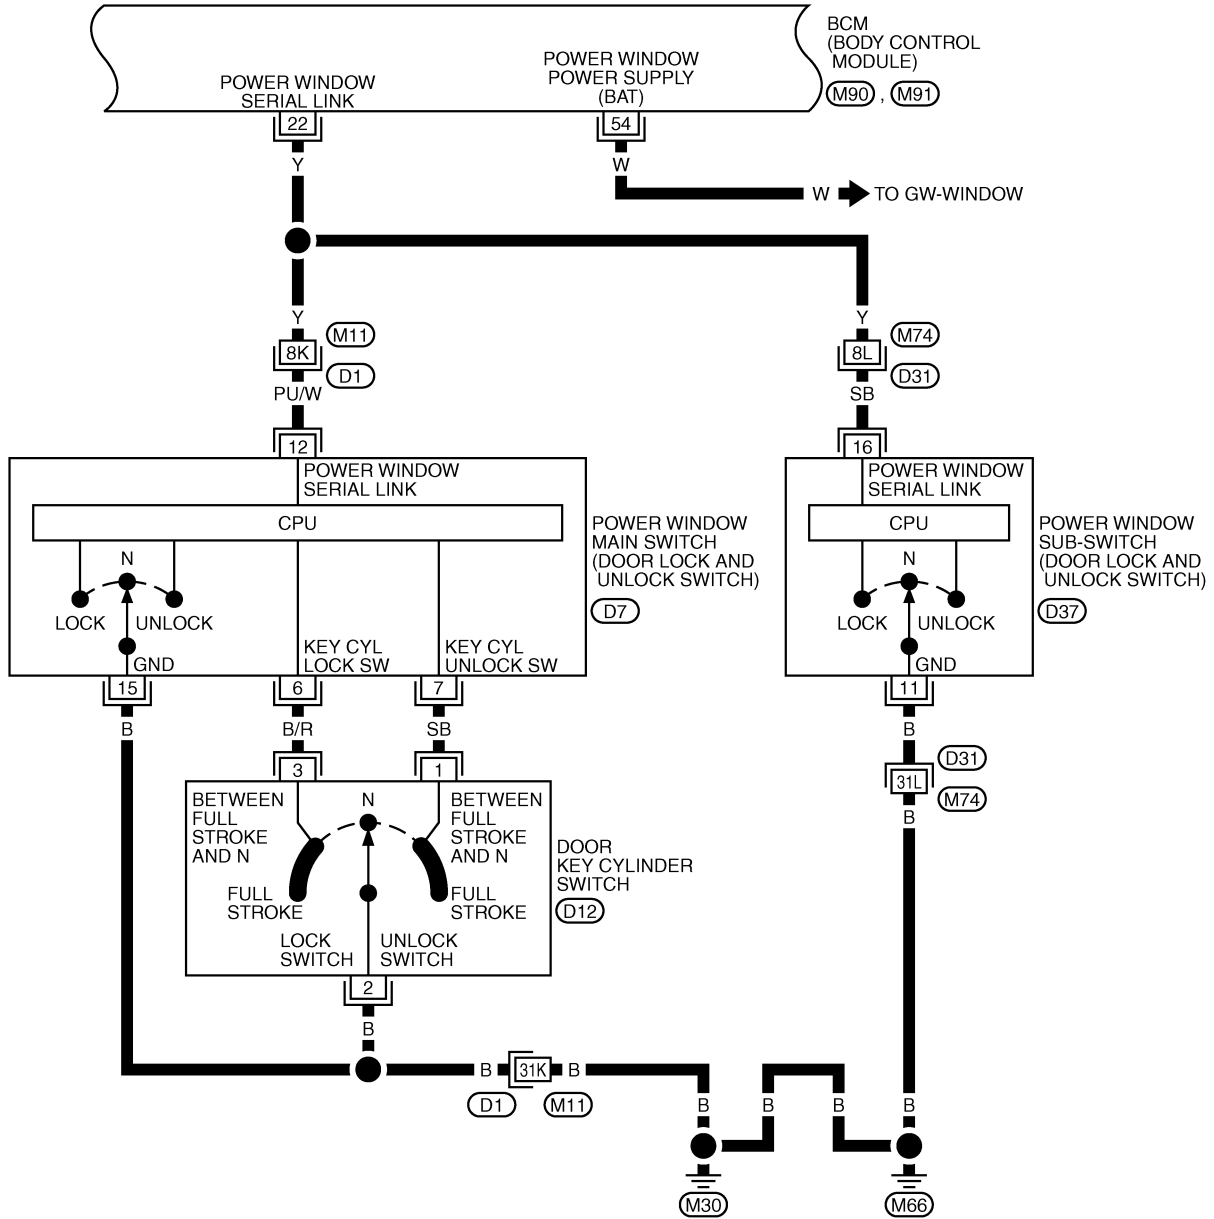 BCM
(BODY CONTROL
MODULE)
M90 , M91
POWER WINDOW
SERIAL LINK
POWER WINDOW
POWER SUPPLY
(BAT)
22
54
Y
W
W
TO GW-WINDOW
Y
M11
8K
D1
PU/W
Y
M74
8L
D31
SB
12
POWER WINDOW
SERIAL LINK
CPU
N
LOCK
UNLOCK
GND
KEY CYL
LOCK SW
KEY CYL
UNLOCK SW
POWER WINDOW
MAIN SWITCH
(DOOR LOCK AND
UNLOCK SWITCH)
D7
16
POWER WINDOW
SERIAL LINK
CPU
N
LOCK
UNLOCK
GND
POWER WINDOW
SUB-SWITCH
(DOOR LOCK AND
UNLOCK SWITCH)
D37
15
6
7
11
B
B/R
SB
B
3
1
D31
31L
M74
B
BETWEEN
FULL
STROKE
AND N
N
BETWEEN
FULL
STROKE
AND N
FULL
STROKE
FULL
STROKE
LOCK
SWITCH
UNLOCK
SWITCH
DOOR
KEY CYLINDER
SWITCH
D12
2
B
B
31K
B
D1
M11
B
B
B
B
M30
M66